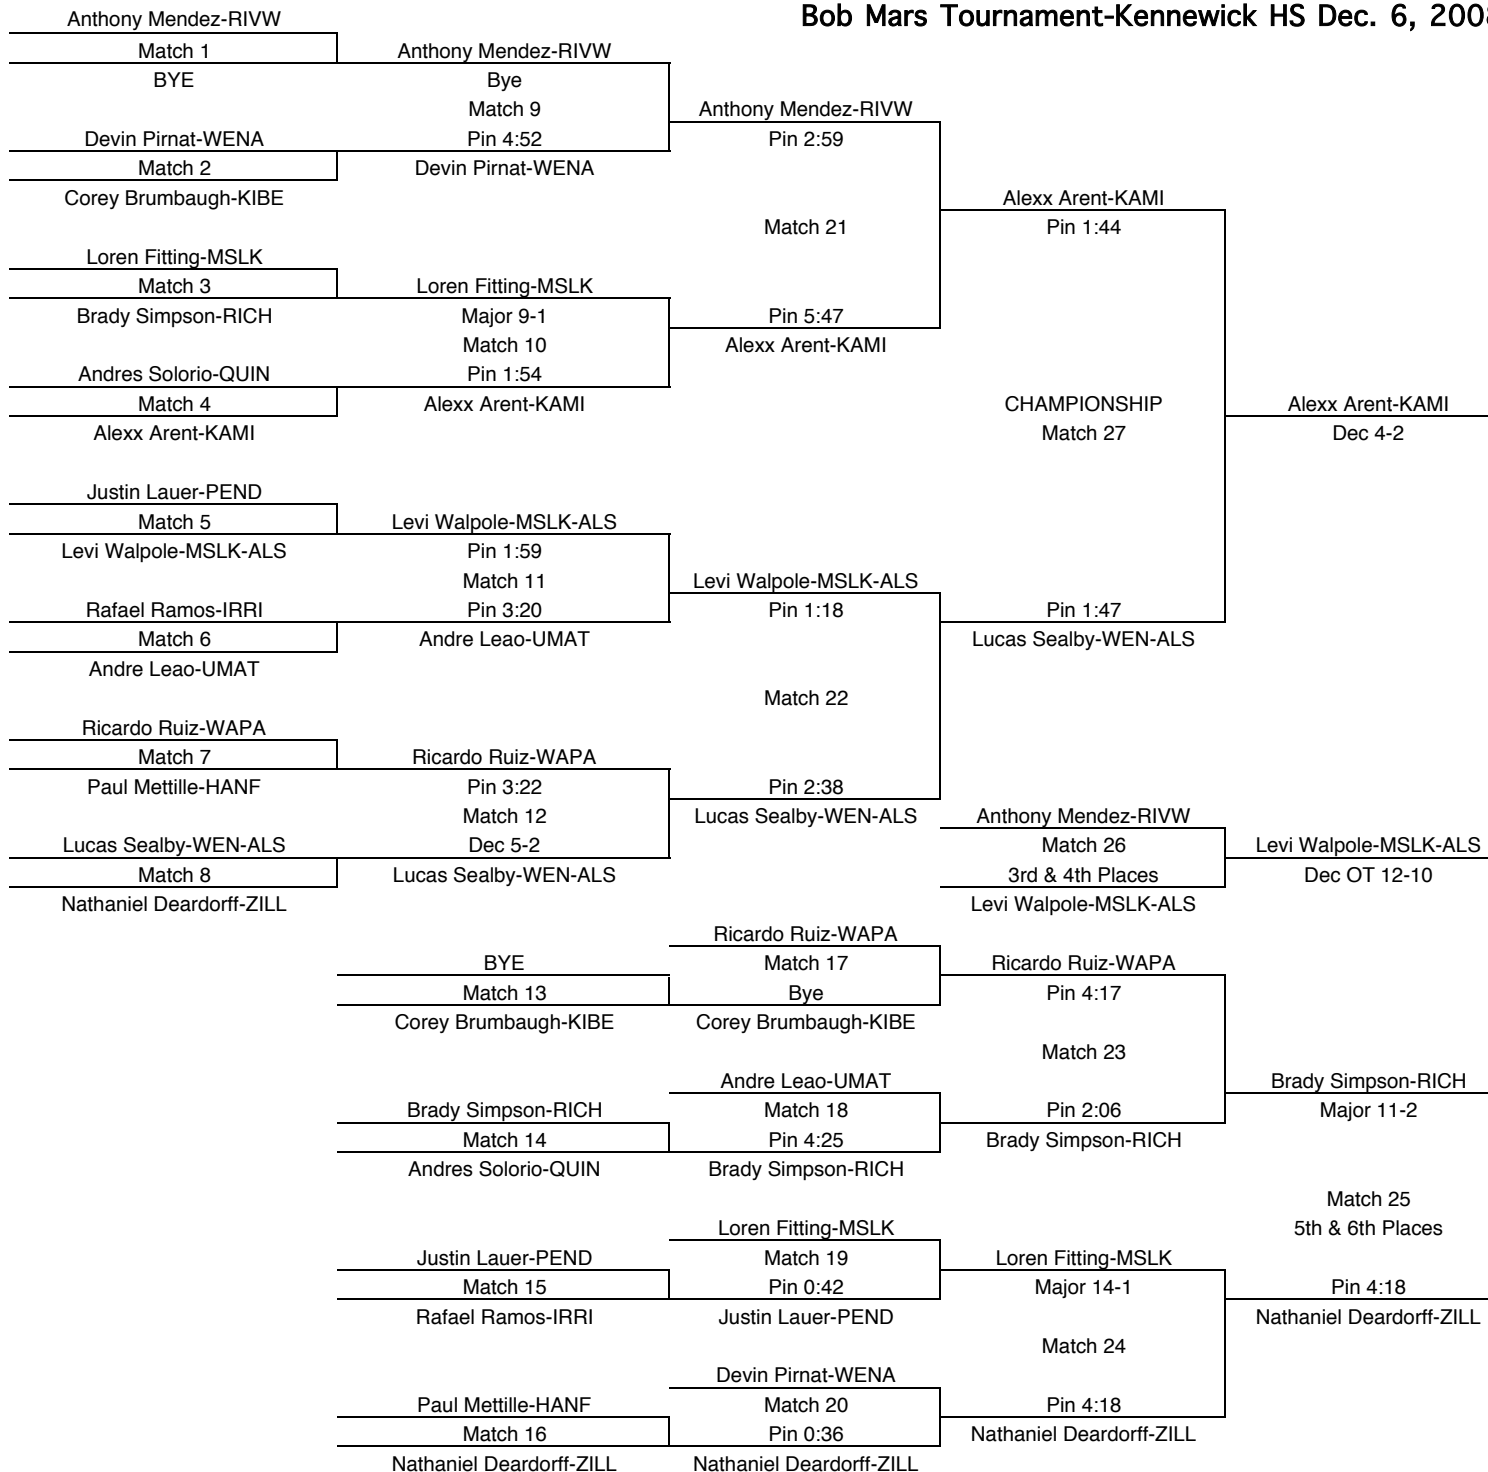 Bob Mars Tournament-Kennewick HS Dec. 6, 200
Anthony Mendez-RIVW
Match 1
BYE
Devin Pirnat-WENA
Match 2
Corey Brumbaugh-KIBE
Loren Fitting-MSLK
Match 3
Brady Simpson-RICH
Andres Solorio-QUIN
Match 4
Alexx Arent-KAMI
Justin Lauer-PEND
Match 5
Levi Walpole-MSLK-ALS
Rafael Ramos-IRRI
Match 6
Andre Leao-UMAT
Ricardo Ruiz-WAPA
Match 7
Paul Mettille-HANF
Lucas Sealby-WEN-ALS
Match 8
Nathaniel Deardorff-ZILL
Anthony Mendez-RIVW
Bye
Match 9
Pin 4:52
Devin Pirnat-WENA
Loren Fitting-MSLK
Major 9-1
Match 10
Pin 1:54
Alexx Arent-KAMI
Levi Walpole-MSLK-ALS
Pin 1:59
Match 11
Pin 3:20
Andre Leao-UMAT
Ricardo Ruiz-WAPA
Pin 3:22
Match 12
Dec 5-2
Lucas Sealby-WEN-ALS
Anthony Mendez-RIVW
Pin 2:59
Match 21
Pin 5:47
Alexx Arent-KAMI
Levi Walpole-MSLK-ALS
Pin 1:18
Match 22
Pin 2:38
Lucas Sealby-WEN-ALS
Alexx Arent-KAMI
Pin 1:44
CHAMPIONSHIP
Match 27
Pin 1:47
Lucas Sealby-WEN-ALS
Alexx Arent-KAMI
Dec 4-2
Anthony Mendez-RIVW
Match 26
3rd & 4th Places
Levi Walpole-MSLK-ALS
Levi Walpole-MSLK-ALS
Dec OT 12-10
BYE
Match 13
Corey Brumbaugh-KIBE
Brady Simpson-RICH
Match 14
Andres Solorio-QUIN
Justin Lauer-PEND
Match 15
Rafael Ramos-IRRI
Paul Mettille-HANF
Match 16
Nathaniel Deardorff-ZILL
Ricardo Ruiz-WAPA
Match 17
Bye
Corey Brumbaugh-KIBE
Andre Leao-UMAT
Match 18
Pin 4:25
Brady Simpson-RICH
Loren Fitting-MSLK
Match 19
Pin 0:42
Justin Lauer-PEND
Devin Pirnat-WENA
Match 20
Pin 0:36
Nathaniel Deardorff-ZILL
Ricardo Ruiz-WAPA
Pin 4:17
Match 23
Pin 2:06
Brady Simpson-RICH
Loren Fitting-MSLK
Major 14-1
Match 24
Pin 4:18
Nathaniel Deardorff-ZILL
Brady Simpson-RICH
Major 11-2
Match 25
5th & 6th Places
Pin 4:18
Nathaniel Deardorff-ZILL